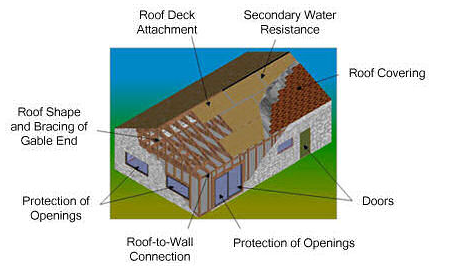 Roof Deck
Attachment
Secondary Water
Resistance
Roof Covering
Roof Shape
and Bracing of
Gable End
Protection of
Openings
Doors
Roof-to-Wall
Connection
Protection of Openings